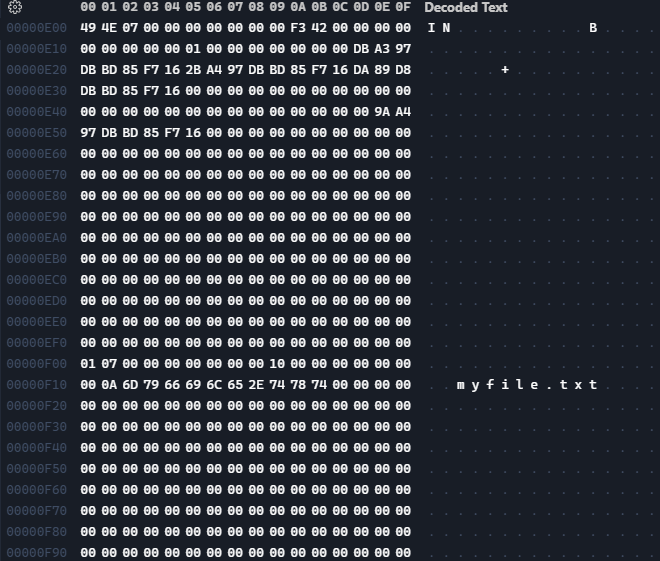 00 01 02 03 04 05 06 07 08 09 0A 0B 0C 0D 0E 0F Decoded Text
00000E00 49 4E 07 00 00 00 00 00 00 00 F3 42 00 00 00 00 I N . . . . . . . . . B . . . .
00000E10 00 00 00 00 00 01 00 00 00 00 00 00 00 DB A3 97 . . . . . . . . . . . . . . . .
00000E20 DB BD 85 F7 16 2B A4 97 DB BD 85 F7 16 DA 89 D8 . . . . . + . . . . . . . . . .
00000E30 DB BD 85 F7 16 00 00 00 00 00 00 00 00 00 00 00 . . . . . . . . . . . . . . . .
00000E40 00 00 00 00 00 00 00 00 00 00 00 00 00 00 9A A4 . . . . . . . . . . . . . . . .
00000E50 97 DB BD 85 F7 16 00 00 00 00 00 00 00 00 00 00 . . . . . . . . . . . . . . . .
00000E60 00 00 00 00 00 00 00 00 00 00 00 00 00 00 00 00 . . . . . . . . . . . . . . . .
00000E70 00 00 00 00 00 00 00 00 00 00 00 00 00 00 00 00 . . . . . . . . . . . . . . . .
00000E80 00 00 00 00 00 00 00 00 00 00 00 00 00 00 00 00 . . . . . . . . . . . . . . . .
00000E90 00 00 00 00 00 00 00 00 00 00 00 00 00 00 00 00 . . . . . . . . . . . . . . . .
00000EA0 00 00 00 00 00 00 00 00 00 00 00 00 00 00 00 00 . . . . . . . . . . . . . . . .
00000EB0 00 00 00 00 00 00 00 00 00 00 00 00 00 00 00 00 . . . . . . . . . . . . . . . .
00000EC0 00 00 00 00 00 00 00 00 00 00 00 00 00 00 00 00 . . . . . . . . . . . . . . . .
00000ED0 00 00 00 00 00 00 00 00 00 00 00 00 00 00 00 00 . . . . . . . . . . . . . . . .
00000EE0 00 00 00 00 00 00 00 00 00 00 00 00 00 00 00 00 . . . . . . . . . . . . . . . .
00000EF0 00 00 00 00 00 00 00 00 00 00 00 00 00 00 00 00 . . . . . . . . . . . . . . . .
00000F00 01 07 00 00 00 00 00 00 00 10 00 00 00 00 00 00 . . . . . . . . . . . . . . . .
00000F10 00 0A 6D 79 66 69 6C 65 2E 74 78 74 00 00 00 00 . . m y f i l e . t x t . . . .
00000F20 00 00 00 00 00 00 00 00 00 00 00 00 00 00 00 00 . . . . . . . . . . . . . . . .
00000F30 00 00 00 00 00 00 00 00 00 00 00 00 00 00 00 00 . . . . . . . . . . . . . . . .
00000F40 00 00 00 00 00 00 00 00 00 00 00 00 00 00 00 00 . . . . . . . . . . . . . . . .
00000F50 00 00 00 00 00 00 00 00 00 00 00 00 00 00 00 00 . . . . . . . . . . . . . . . .
00000F60 00 00 00 00 00 00 00 00 00 00 00 00 00 00 00 00 . . . . . . . . . . . . . . . .
00000F70 00 00 00 00 00 00 00 00 00 00 00 00 00 00 00 00 . . . . . . . . . . . . . . . .
00000F80 00 00 00 00 00 00 00 00 00 00 00 00 00 00 00 00 . . . . . . . . . . . . . . . .
00000F90 00 00 00 00 00 00 00 00 00 00 00 00 00 00 00 00 . . . . . . . . . . . . . . . .